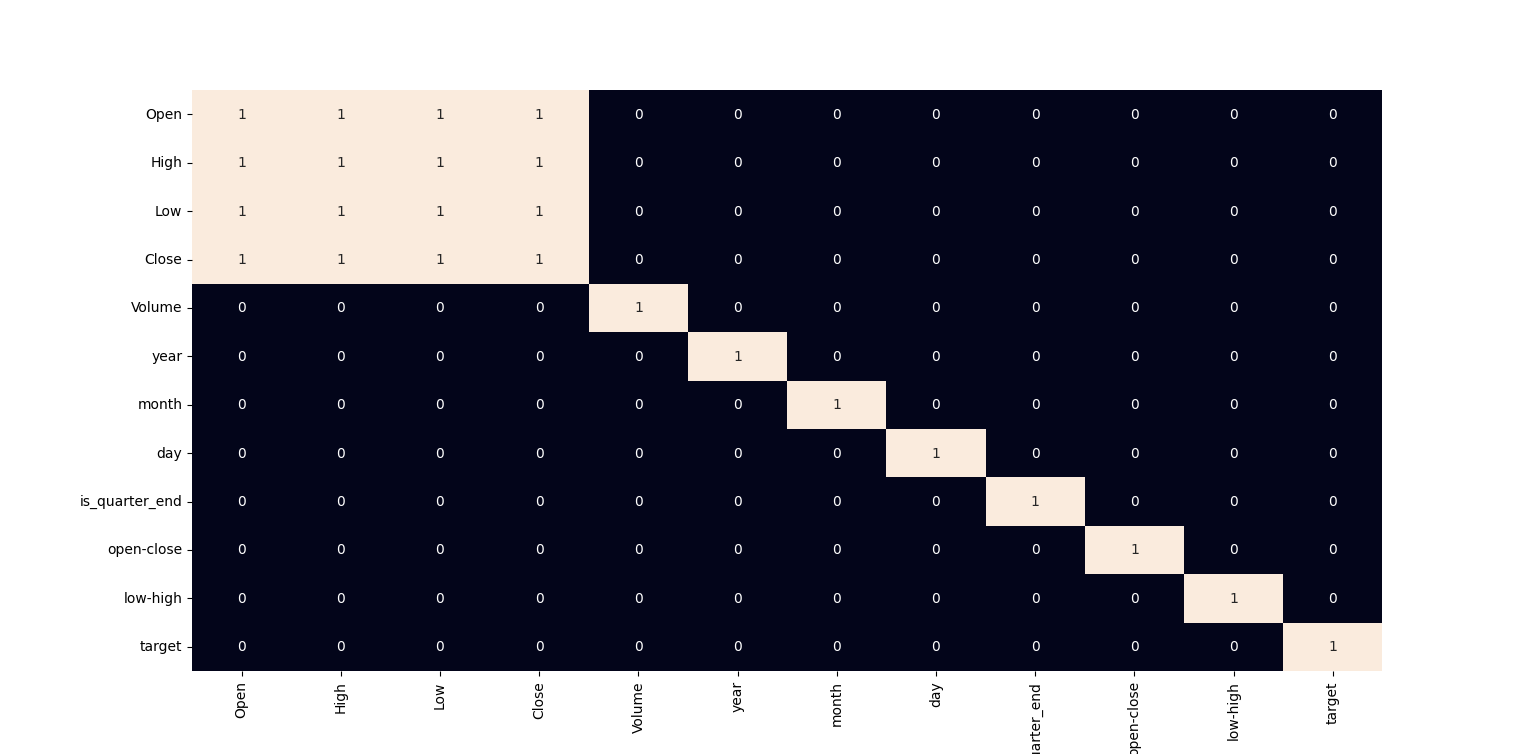 Open 1 1 1 1 0 0 0 0 0 0 0 0
High 1 1 1 1 0 0 0 0 0 0 0 0
Low 1 1 1 1 0 0 0 0 0 0 0 0
Close 1 1 1 1 0 0 0 0 0 0 0 0
Volume 0 0 0 0 1 0 0 0 0 0 0 0
year 0 0 0 0 0 1 0 0 0 0 0 0
month 0 0 0 0 0 0 1 0 0 0 0 0
day 0 0 0 0 0 0 0 1 0 0 0 0
is_quarter_end 0 0 0 0 0 0 0 0 1 0 0 0
open-close 0 0 0 0 0 0 0 0 0 1 0 0
low-high 0 0 0 0 0 0 0 0 0 0 1 0
target 0 0 0 0 0 0 0 0 0 0 0 1
Open High Low Close Volume year month day uarter_end open-close low-high target